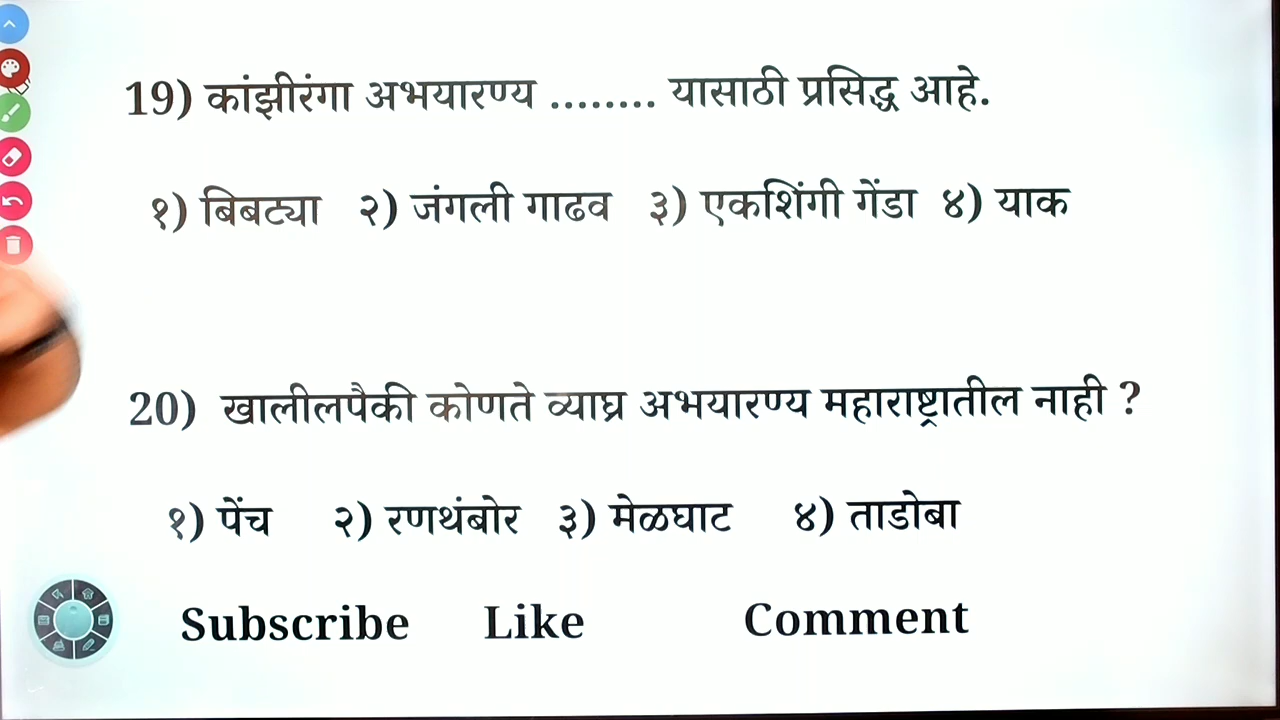 19) कांझीरंगा अभयारण्य ........ यासाठी प्रसिद्ध आहे.
१) बिबट्या २) जंगली गाढव ३) एकशिंगी गेंडा ४) याक
20) खालीलपैकी कोणते व्याघ्र अभयारण्य महाराष्ट्रातील नाही ?
१) पेंच २) रणथंबोर ३) मेळघाट ४) ताडोबा
Subscribe Like Comment